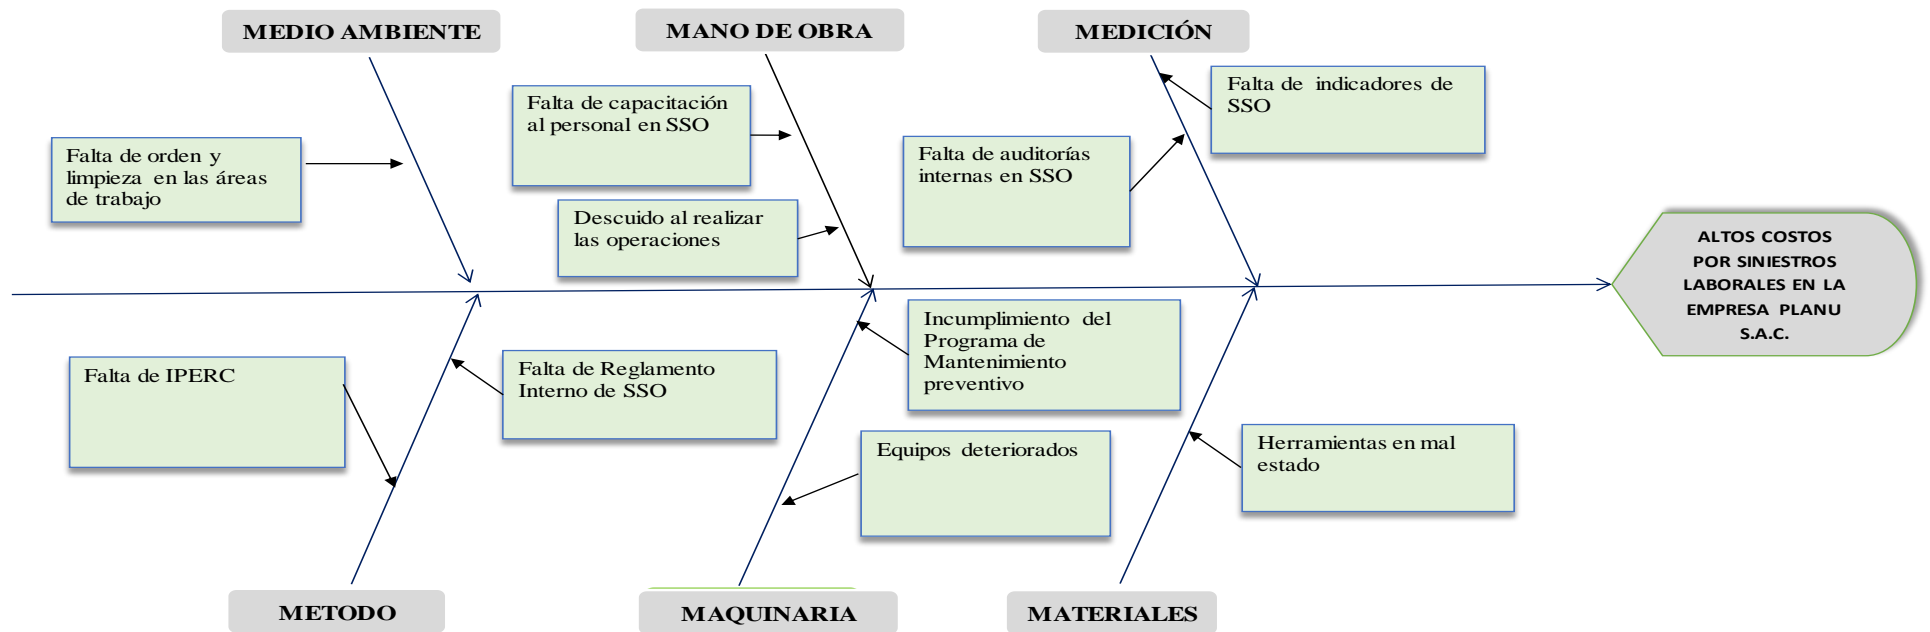 MEDIO AMBIENTE
MANO DE OBRA
MEDICIÓN
Falta de orden y
limpieza en las áreas
de trabajo
Falta de capacitación
al personal en SSO
Descuido al realizar
las operaciones
Falta de auditorías
internas en SSO
Falta de indicadores de
SSO
ALTOS COSTOS
POR SINIESTROS
LABORALES EN LA
EMPRESA PLANU
S.A.C.
Falta de IPERC
Falta de Reglamento
Interno de SSO
Incumplimiento del
Programa de
Mantenimiento
preventivo
Equipos deteriorados
Herramientas en mal
estado
METODO
MAQUINARIA
MATERIALES